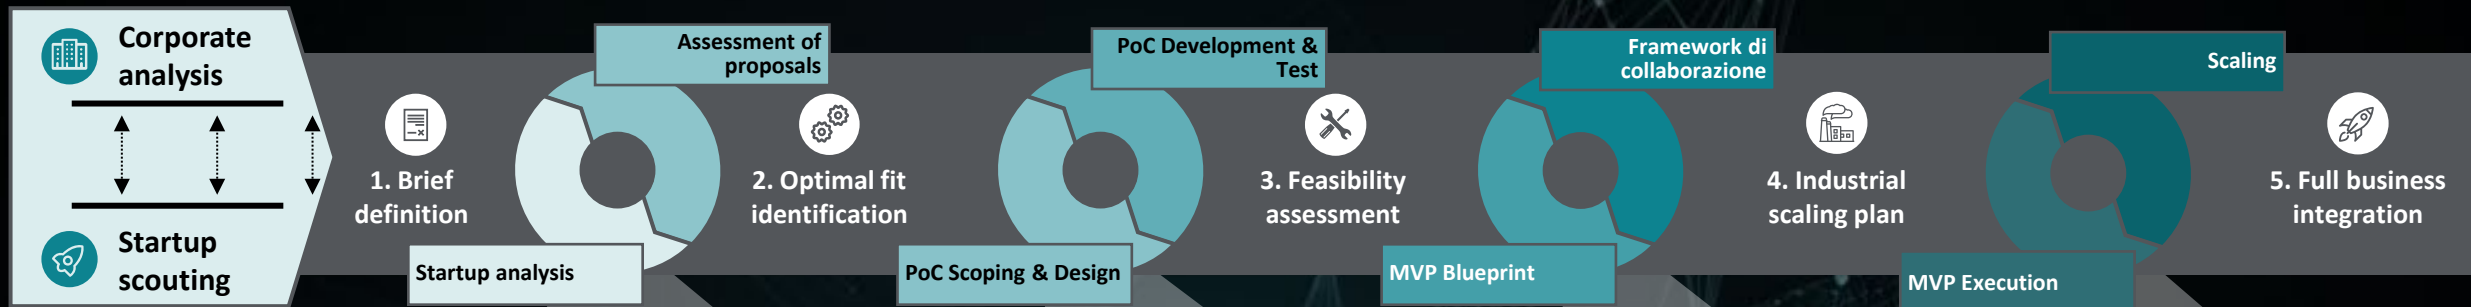 Corporate
analysis
Startup
scouting
1. Brief
definition
Startup analysis
Assessment of
proposals
2. Optimal fit
identification
PoC Scoping & Design
PoC Development &
Test
3. Feasibility
assessment
MVP Blueprint
Framework di
collaborazione
4. Industrial
scaling plan
MVP Execution
Scaling
5. Full business
integration